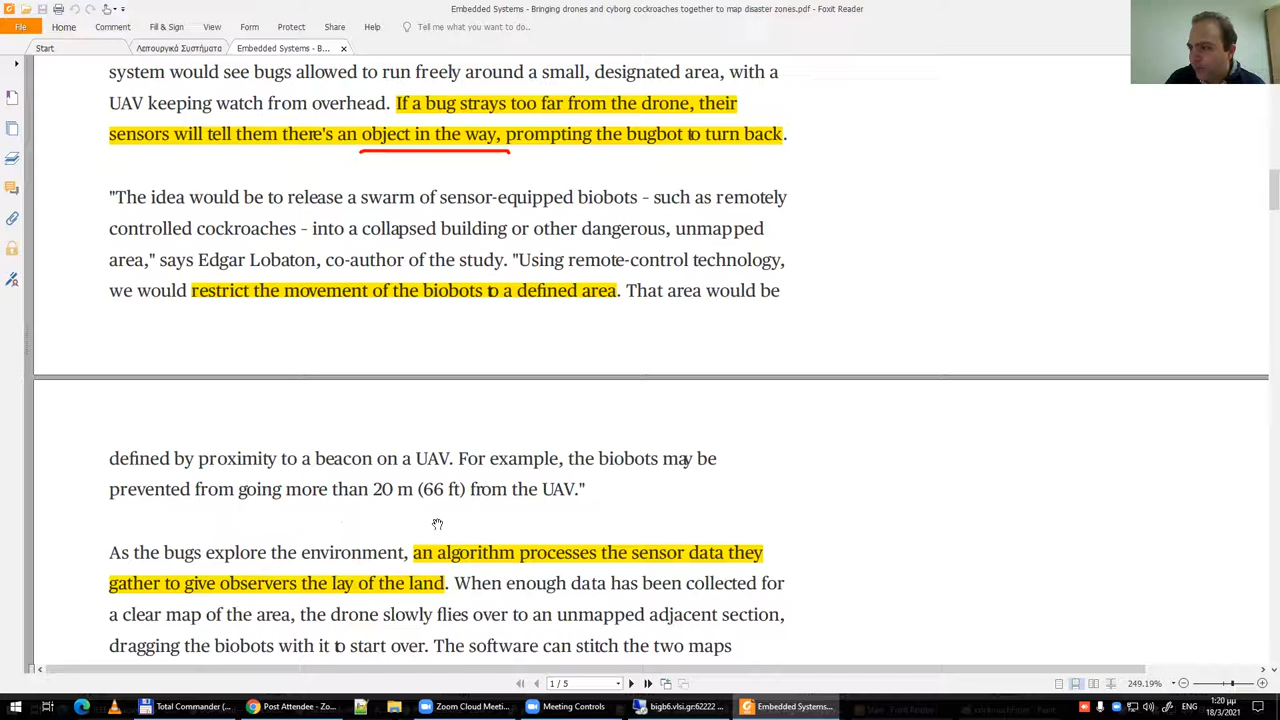 Embedded Systems - Bringing drones and cyborg cockroaches together to map disaster zones.pdf - Foxit Reader
File Home Comment Fill & Sign View Form Protect Share Help Tell me what you want to do...
Start Λειτουργικά Συστήματα Embedded Systems - B...
system would see bugs allowed to run freely around a small, designated area, with a
UAV keeping watch from overhead. If a bug strays too far from the drone, their
sensors will tell them there's an object in the way, prompting the bugbot to turn back.
"The idea would be to release a swarm of sensor-equipped biobots – such as remotely
controlled cockroaches – into a collapsed building or other dangerous, unmapped
area," says Edgar Lobaton, co-author of the study. "Using remote-control technology,
we would restrict the movement of the biobots to a defined area. That area would be
defined by proximity to a beacon on a UAV. For example, the biobots may be
prevented from going more than 20 m (66 ft) from the UAV."
As the bugs explore the environment, an algorithm processes the sensor data they
gather to give observers the lay of the land. When enough data has been collected for
a clear map of the area, the drone slowly flies over to an unmapped adjacent section,
dragging the biobots with it to start over. The software can stitch the two maps
1 / 5 249.19%
Total Commander (... Post Attendee - Zo... Zoom Cloud Meetin... Meeting Controls bigb6.vlsi.gr:62222 ... Embedded Systems... ENG 1:20 μμ
18/3/2021